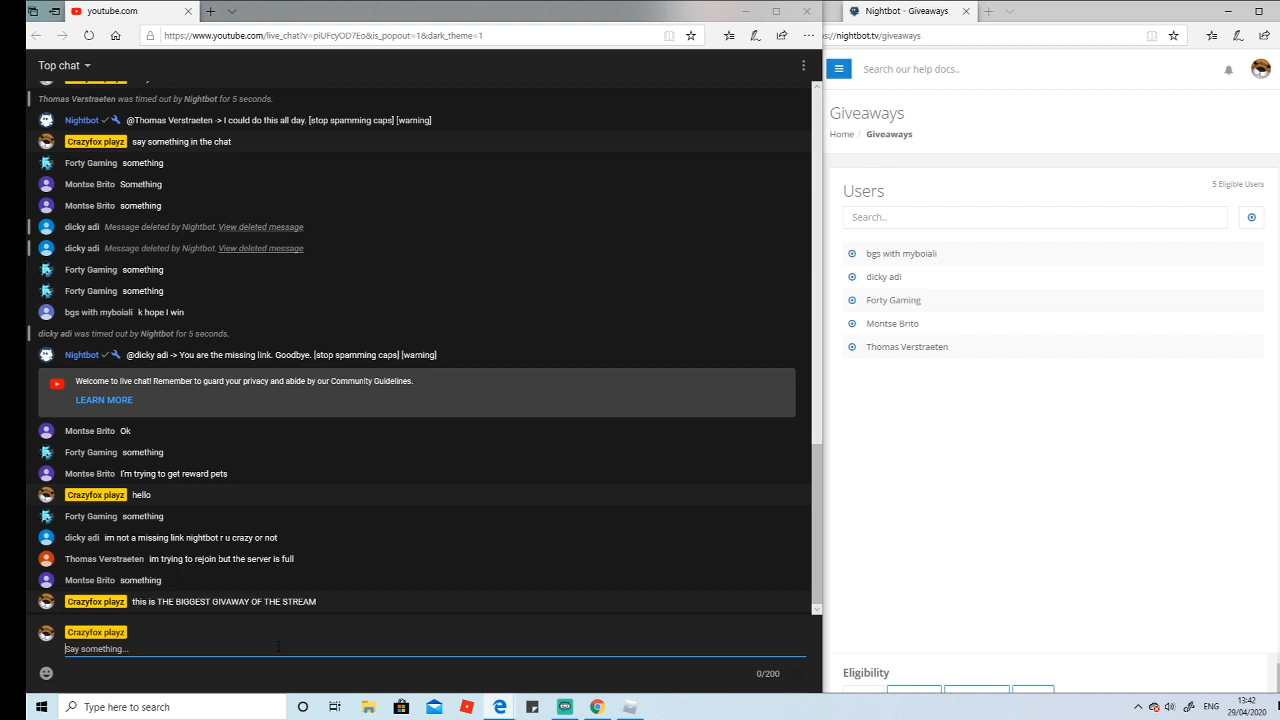 youtube.com
Nightbot - Giveaways
https://www.youtube.com/live_chat?v=piUFcyOD7Eo&is_popout=1&dark_theme=1
s://nightbot.tv/giveaways
Top chat
Search our help docs..
Thomas Verstraeten was timed out by Nightbot for 5 seconds.
Nightbot @Thomas Verstraeten -> I could do this all day. [stop spamming caps] [warning]
Crazyfox playz say something in the chat
Forty Gaming something
Montse Brito Something
Montse Brito something
dicky adi Message deleted by Nightbot. View deleted message
dicky adi Message deleted by Nightbot. View deleted message
Forty Gaming something
Forty Gaming something
bgs with myboiali k hope I win
dicky adi was timed out by Nightbot for 5 seconds.
Nightbot @dicky adi -> You are the missing link. Goodbye. [stop spamming caps] [warning]
Welcome to live chat! Remember to guard your privacy and abide by our Community Guidelines.
LEARN MORE
Montse Brito Ok
Forty Gaming something
Montse Brito I'm trying to get reward pets
Crazyfox playz hello
Forty Gaming something
dicky adi im not a missing link nightbot r u crazy or not
Thomas Verstraeten im trying to rejoin but the server is full
Montse Brito something
Crazyfox playz this is THE BIGGEST GIVAWAY OF THE STREAM
Crazyfox playz
Say something...
0/200
Giveaways
Home / Giveaways
Users
5 Eligible Users
Search..
bgs with myboiali
dicky adi
Forty Gaming
Montse Brito
Thomas Verstraeten
Eligibility
Type here to search
ENG
13:42
29/04/2020